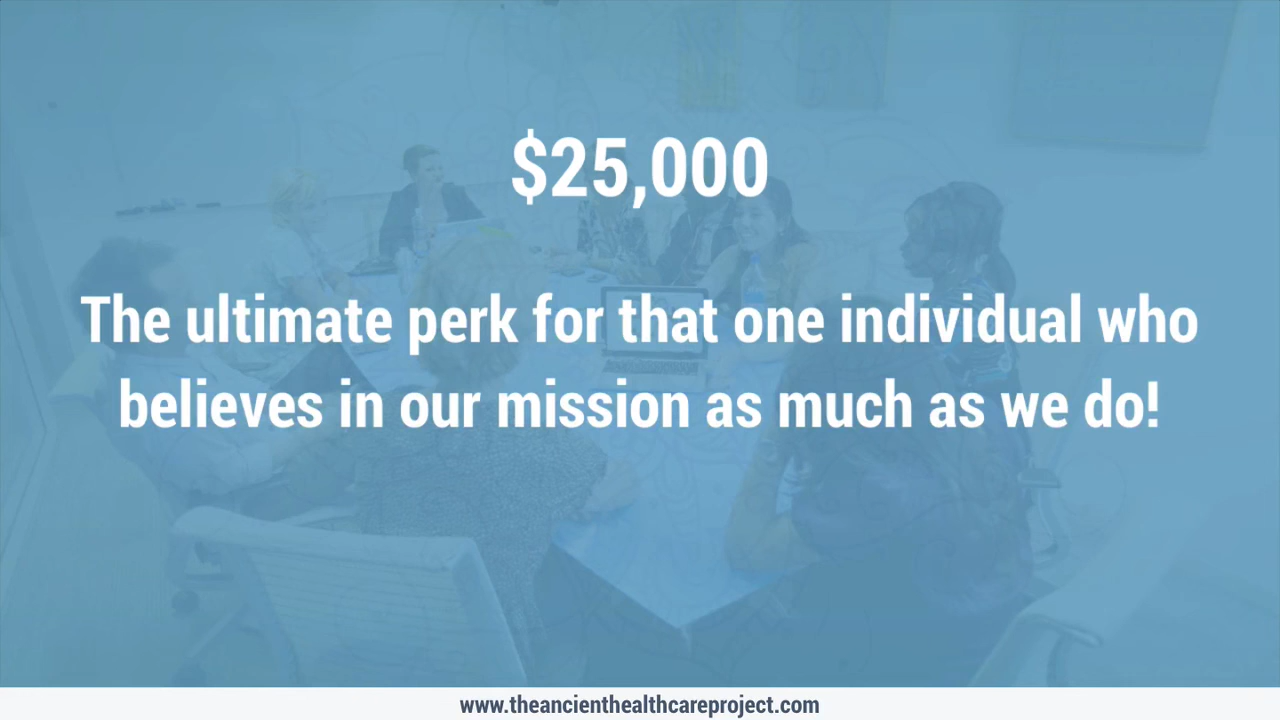 $25,000
The ultimate perk for that one individual who
believes in our mission as much as we do!
www.theancienthealthcareproject.com